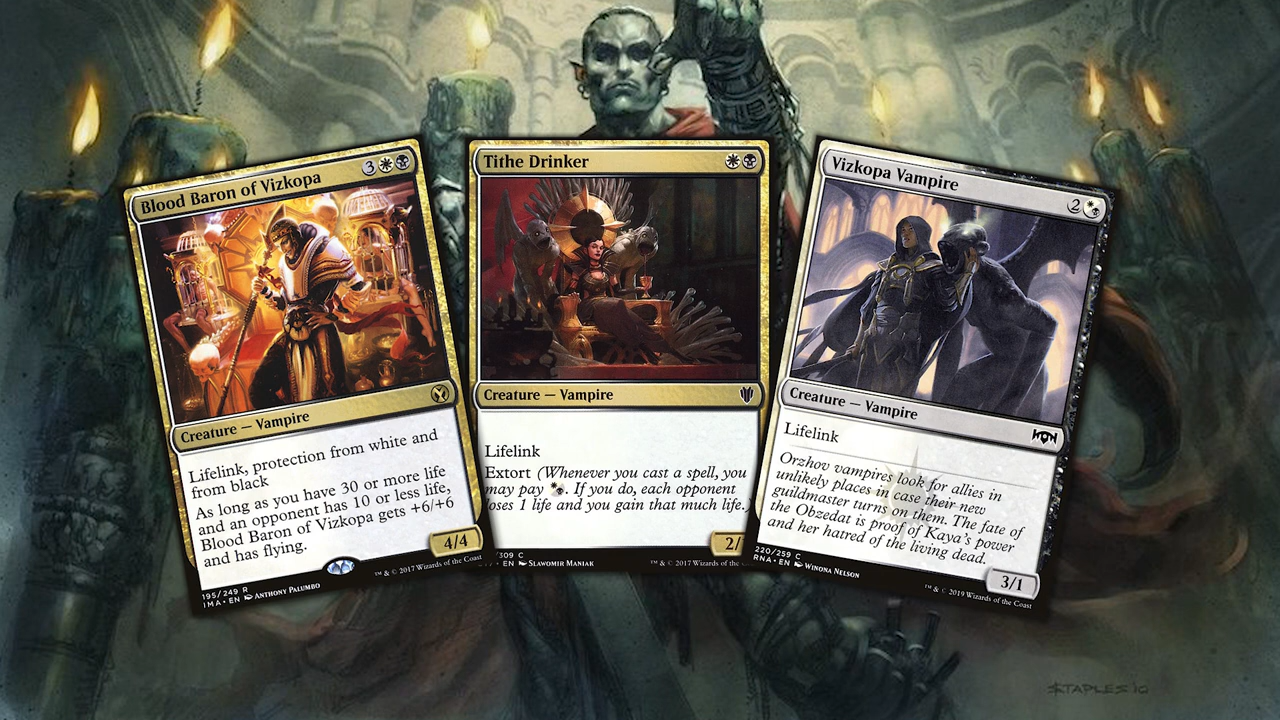 Blood Baron of Vizkopa
3
Creature — Vampire
Lifelink, protection from white and
from black
As long as you have 30 or more life
and an opponent has 10 or less life,
Blood Baron of Vizkopa gets +6/+6
and has flying.
4/4
195/249 R
IMA • EN Anthony Palumbo
™ & © 2017 Wizards of the Coast
Tithe Drinker
Creature — Vampire
Lifelink
Extort (Whenever you cast a spell, you
may pay . If you do, each opponent
loses 1 life and you gain that much life.)
2/
/309 C
EN Slawomir Maniak
™ & © 2017 Wizards of the Coast
Vizkopa Vampire
2
Creature — Vampire
Lifelink
Orzhov vampires look for allies in
unlikely places in case their new
guildmaster turns on them. The fate of
the Obzedat is proof of Kaya's power
and her hatred of the living dead.
3/1
220/259 C
RNA • EN Winona Nelson
™ & © 2019 Wizards of the Coast
STAPLES